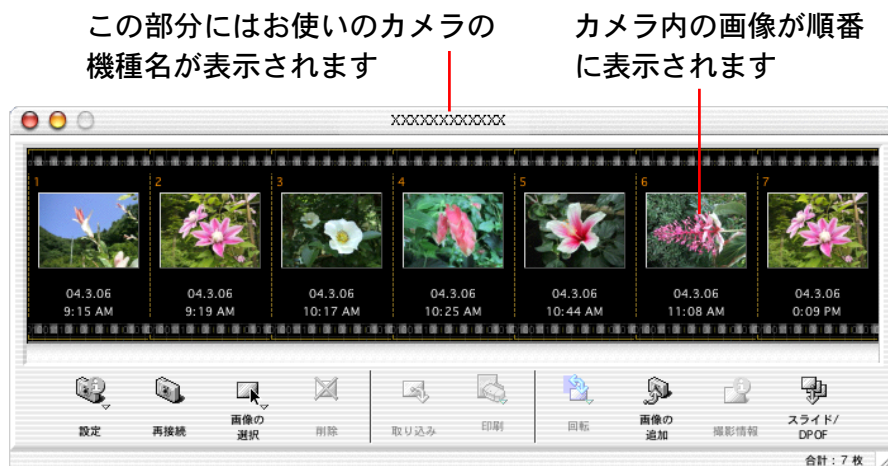 この部分にはお使いのカメラの
機種名が表示されます
カメラ内の画像が順番
に表示されます
XXXXXXXXXXXXX
1 2 3 4 5 6 7
04.3.06 04.3.06 04.3.06 04.3.06 04.3.06 04.3.06 04.3.06
9:15 AM 9:19 AM 10:17 AM 10:25 AM 10:44 AM 11:08 AM 0:09 PM
設定
再接続
画像の
選択
削除
取り込み
印刷
回転
画像の
追加
撮影情報
スライド/
DPOF
合計:7 枚